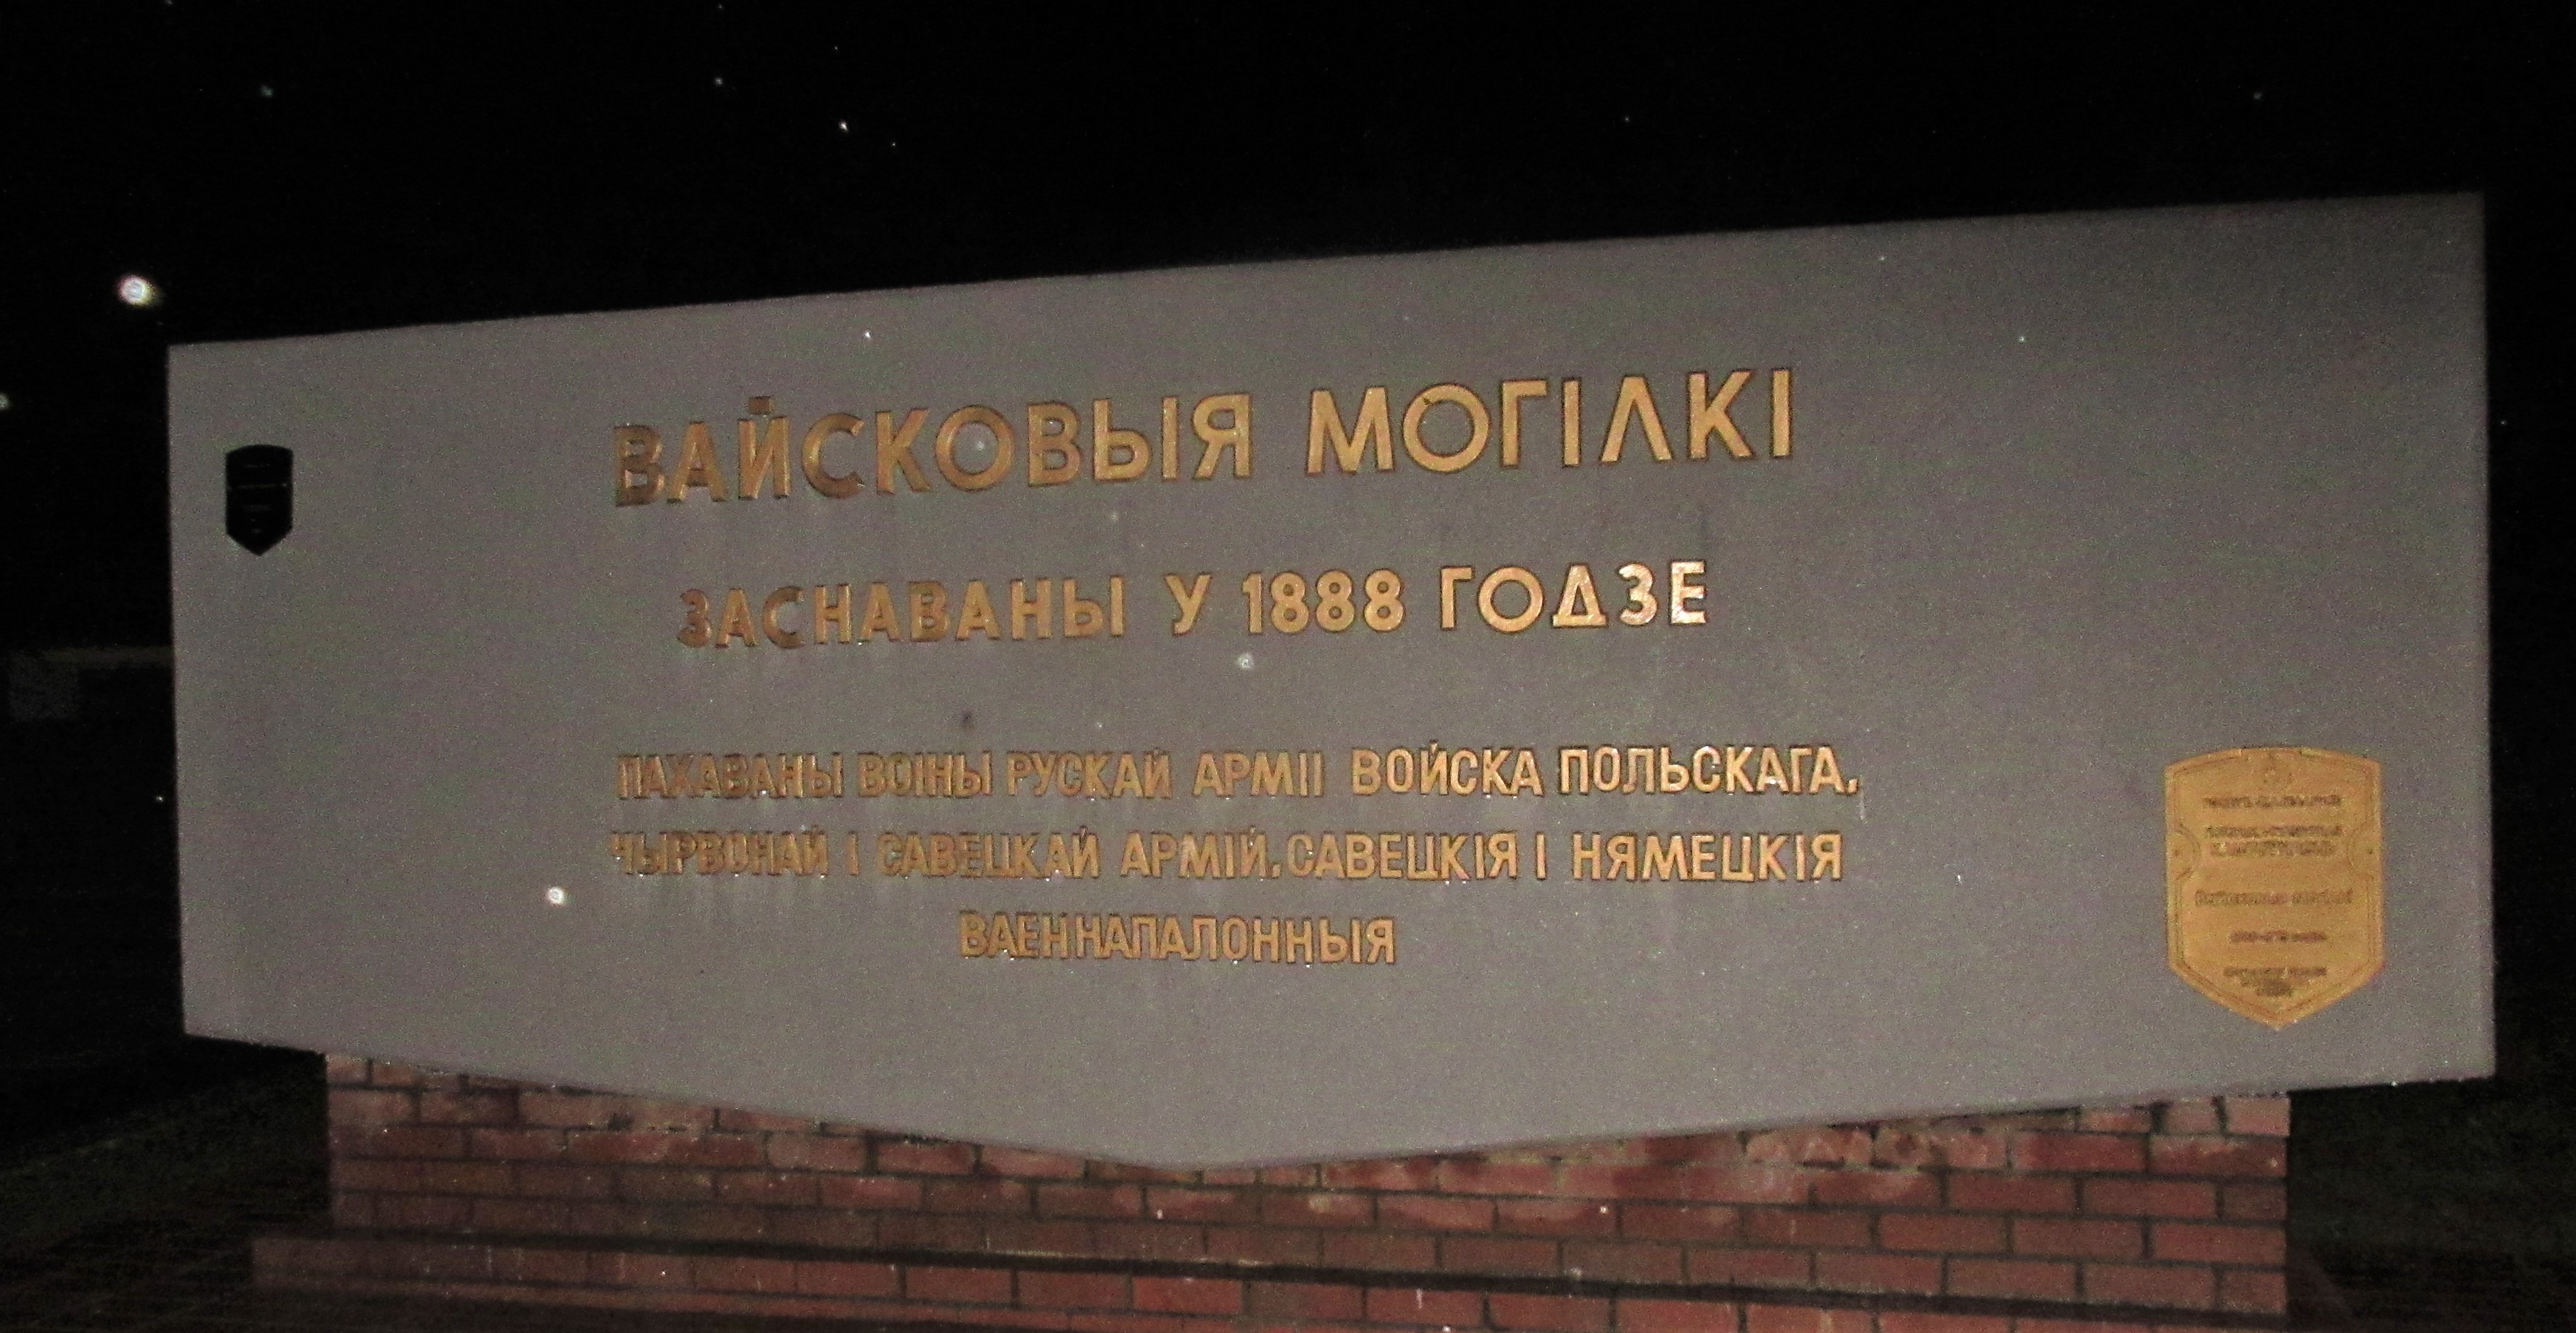 ВАЙСКОВЫЯ МОГІЛКІ
ЗАСНАВАНЫ У 1888 ГОДЗЕ
ПАХАВАНЫ ВОІНЫ РУСКАЙ АРМІІ ВОЙСКА ПОЛЬСКАГА,
ЧЫРВОНАЙ І САВЕЦКАЙ АРМІЙ, САВЕЦКІЯ І НЯМЕЦКІЯ
ВАЕННАПАЛОННЫЯ